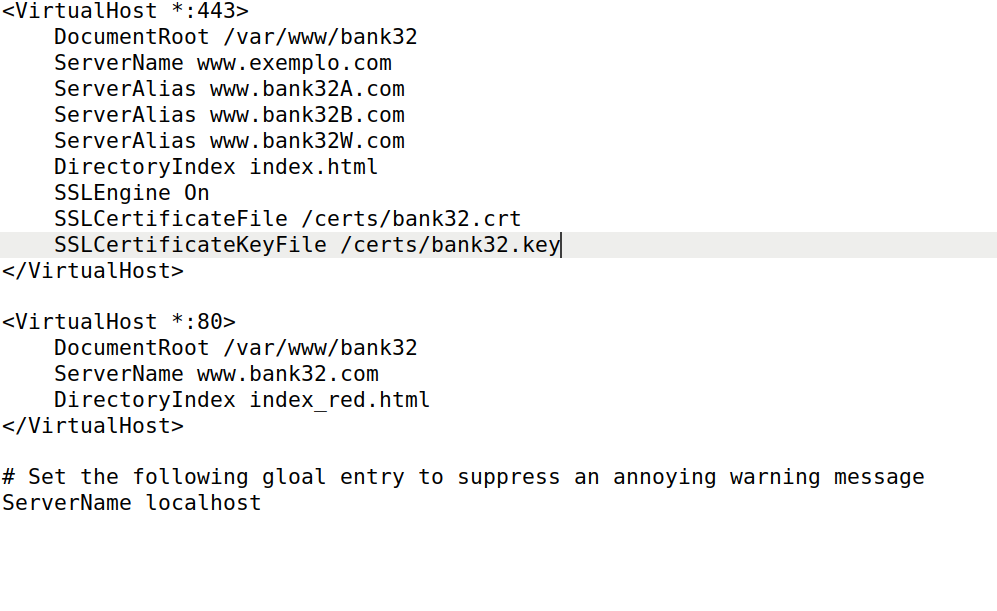 <VirtualHost *:443>
    DocumentRoot /var/www/bank32
    ServerName www.exemplo.com
    ServerAlias www.bank32A.com
    ServerAlias www.bank32B.com
    ServerAlias www.bank32W.com
    DirectoryIndex index.html
    SSLEngine On
    SSLCertificateFile /certs/bank32.crt
    SSLCertificateKeyFile /certs/bank32.key
</VirtualHost>

<VirtualHost *:80>
    DocumentRoot /var/www/bank32
    ServerName www.bank32.com
    DirectoryIndex index_red.html
</VirtualHost>

# Set the following gloal entry to suppress an annoying warning message
ServerName localhost